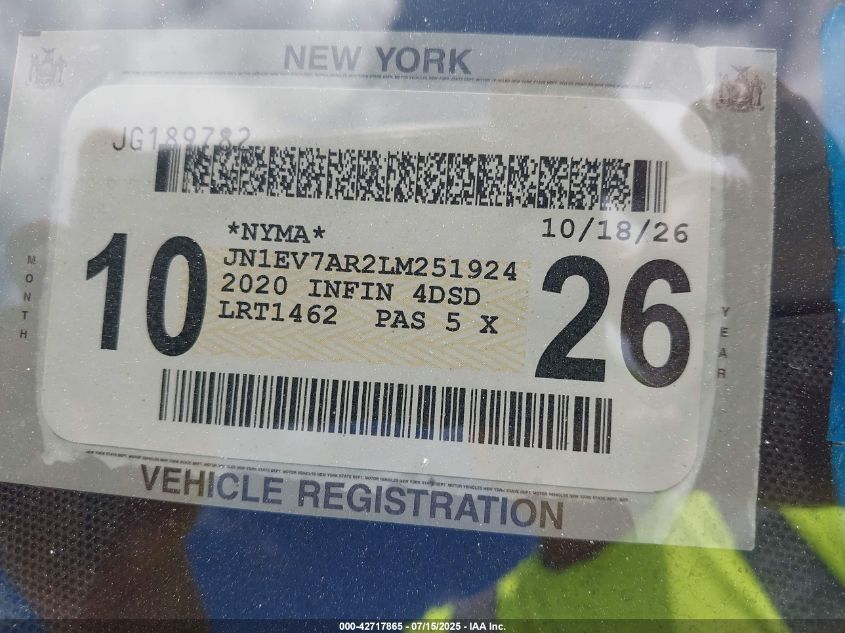 NEW YORK
JG189782
*NYMA*
10/18/26
JN1EV7AR2LM251924
2020 INFIN 4DSD
LRT1462 PAS 5 X
MONTH
10
26
YEAR
VEHICLE REGISTRATION
000-42717865 - 07/15/2025 - IAA Inc.